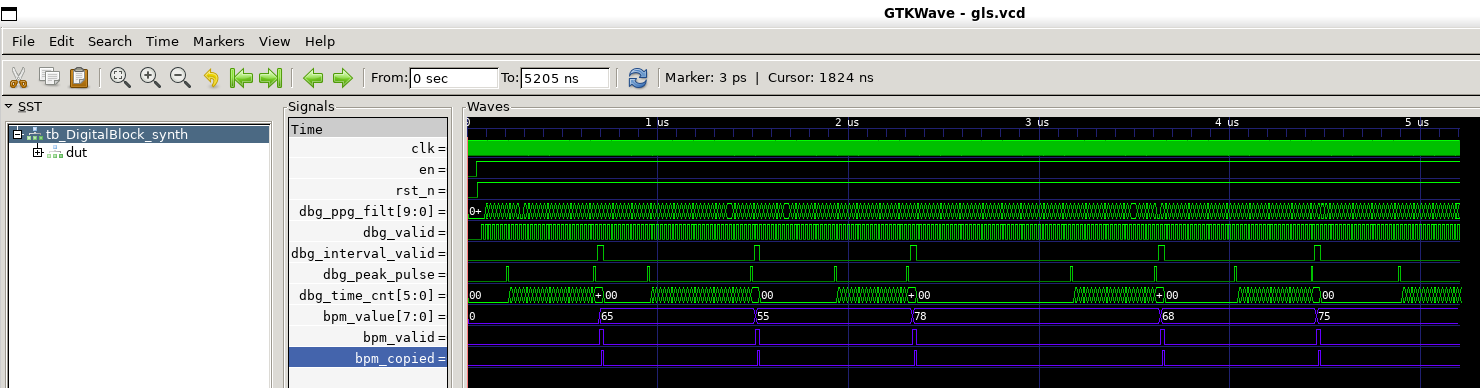 GTKWave - gls.vcd
File Edit Search Time Markers View Help
From: 0 sec To: 5205 ns Marker: 3 ps | Cursor: 1824 ns
SST
tb_DigitalBlock_synth
dut
Signals
Time
clk =
en =
rst_n =
dbg_ppg_filt[9:0] =
dbg_valid =
dbg_interval_valid =
dbg_peak_pulse =
dbg_time_cnt[5:0] =
bpm_value[7:0] =
bpm_valid =
bpm_copied =
Waves
0 1 us 2 us 3 us 4 us 5 us
0+
00 + 00 00 + 00 + 00 00
0 65 55 78 68 75